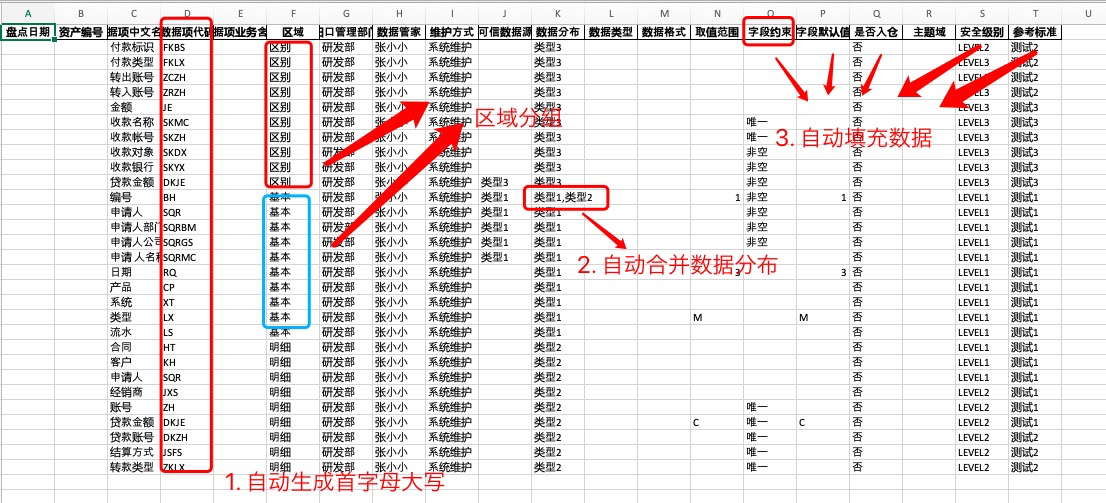 A B C D E F G H I J K L M N O P Q R S T U
盘点日期 资产编号 据项中文名 数据项代码 据项业务含 区域 归口管理部门 数据管家 维护方式 可信数据源 数据分布 数据类型 数据格式 取值范围 字段约束 字段默认值 是否入仓 主题域 安全级别 参考标准
付款标识 FKBS 区别 研发部 张小小 系统维护 类型3 否 LEVEL2 测试2
付款类型 FKLX 区别 研发部 张小小 系统维护 类型3 否 LEVEL3 测试2
转出账号 ZCZH 区别 研发部 张小小 系统维护 类型3 否 LEVEL3 测试2
转入账号 ZRZH 区别 研发部 张小小 系统维护 类型3 否 LEVEL3 测试2
金额 JE 区别 研发部 张小小 系统维护 类型3 否 LEVEL3 测试3
收款名称 SKMC 区别 研发部 张小小 系统维护 类型3 唯一 否 LEVEL3 测试3
区域分组
收款帐号 SKZH 区别 研发部 张小小 系统维护 类型3 唯一 否 LEVEL3 测试3
3. 自动填充数据
收款对象 SKDX 区别 研发部 张小小 系统维护 类型3 非空 否 LEVEL3 测试3
收款银行 SKYX 区别 研发部 张小小 系统维护 类型3 非空 否 LEVEL3 测试3
贷款金额 DKJE 区别 研发部 张小小 系统维护 类型3 类型3 非空 否 LEVEL3 测试3
编号 BH 基本 研发部 张小小 系统维护 类型1 类型1,类型2 1 非空 1 否 LEVEL1 测试1
申请人 SQR 基本 研发部 张小小 系统维护 类型1 类型1 非空 否 LEVEL1 测试1
申请人部门 SQRBM 基本 研发部 张小小 系统维护 类型1 类型1 非空 否 LEVEL1 测试1
申请人公司 SQRGS 基本 研发部 张小小 系统维护 类型1 类型1 非空 否 LEVEL1 测试1
申请人名称 SQRMC 基本 研发部 张小小 系统维护 类型1 类型1 否 LEVEL1 测试1
2. 自动合并数据分布
日期 RQ 基本 研发部 张小小 系统维护 类型1 3 3 否 LEVEL1 测试1
产品 CP 基本 研发部 张小小 系统维护 类型1 否 LEVEL1 测试1
系统 XT 基本 研发部 张小小 系统维护 类型1 否 LEVEL1 测试1
类型 LX 基本 研发部 张小小 系统维护 类型1 M M 否 LEVEL1 测试1
流水 LS 基本 研发部 张小小 系统维护 类型1 否 LEVEL1 测试1
合同 HT 明细 研发部 张小小 系统维护 类型2 否 LEVEL1 测试1
客户 KH 明细 研发部 张小小 系统维护 类型2 否 LEVEL1 测试1
申请人 SQR 明细 研发部 张小小 系统维护 类型2 否 LEVEL1 测试1
经销商 JXS 明细 研发部 张小小 系统维护 类型2 否 LEVEL2 测试1
账号 ZH 明细 研发部 张小小 系统维护 类型2 唯一 否 LEVEL2 测试1
贷款金额 DKJE 明细 研发部 张小小 系统维护 类型2 C 唯一 C 否 LEVEL2 测试1
贷款账号 DKZH 明细 研发部 张小小 系统维护 类型2 唯一 否 LEVEL2 测试2
结算方式 JSFS 明细 研发部 张小小 系统维护 类型2 唯一 否 LEVEL2 测试2
转款类型 ZKLX 明细 研发部 张小小 系统维护 类型2 唯一 否 LEVEL2 测试2
1. 自动生成首字母大写